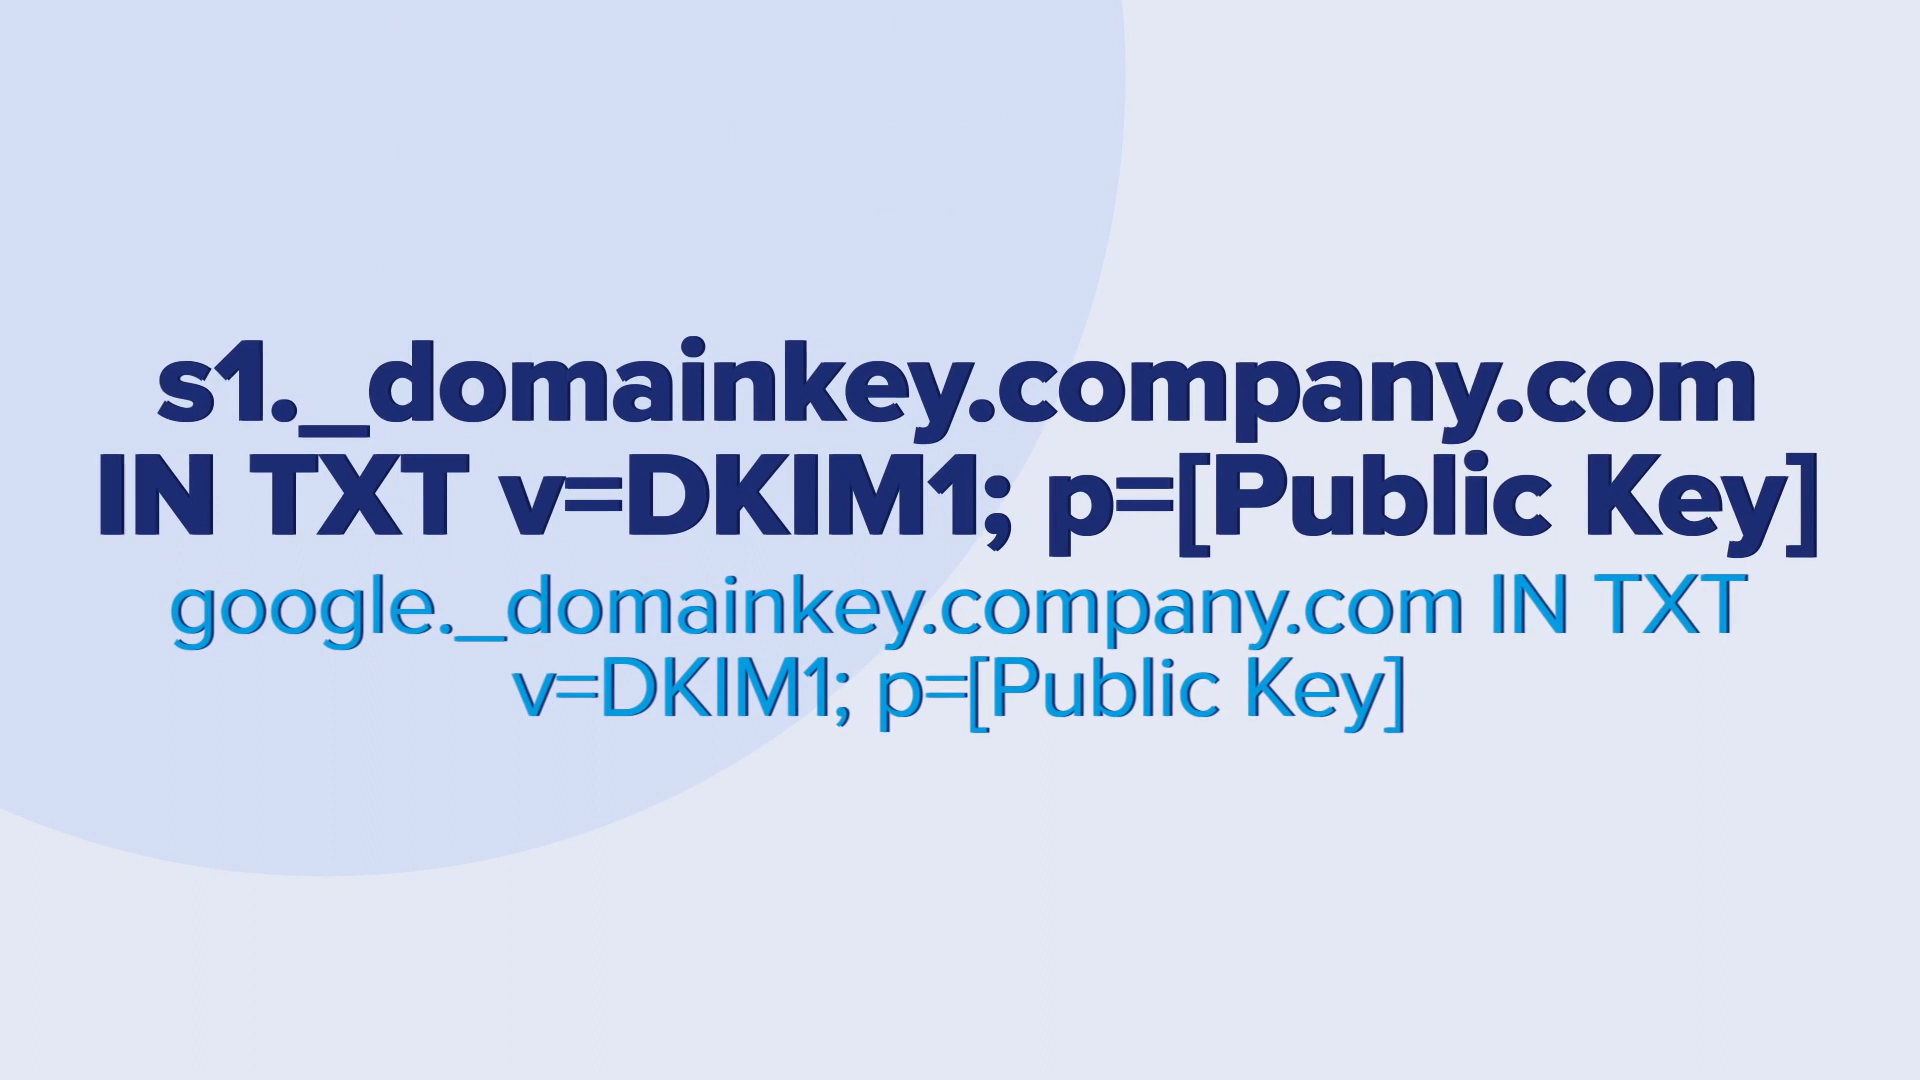 s1._domainkey.company.com
IN TXT v=DKIM1; p=[Public Key]
google._domainkey.company.com IN TXT
v=DKIM1; p=[Public Key]